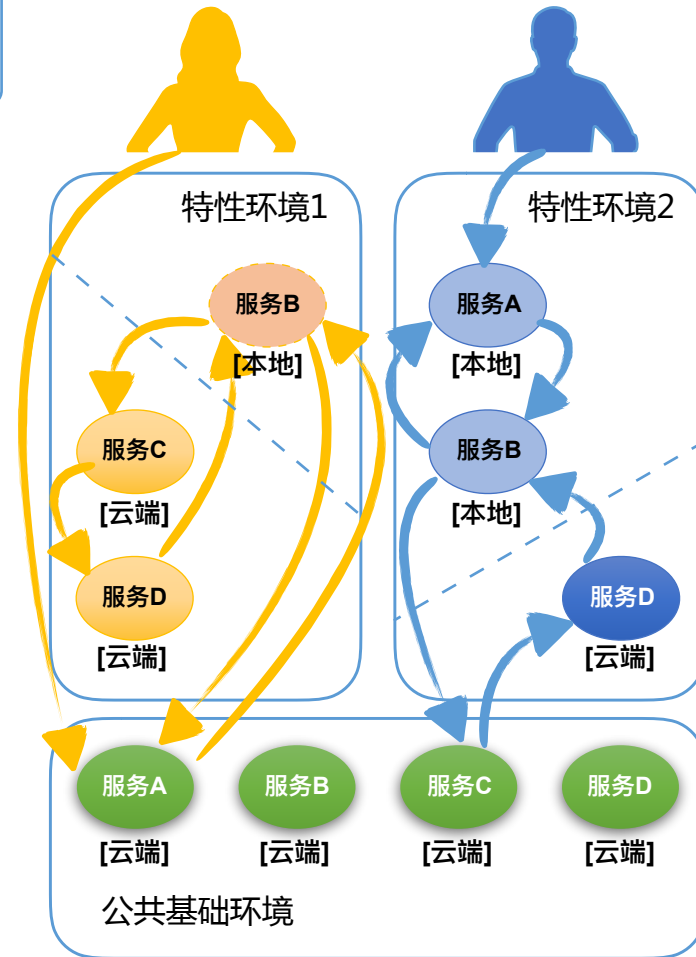 特性环境1
特性环境2
服务B
[本地]
服务A
[本地]
服务C
[云端]
服务B
[本地]
服务D
[云端]
服务D
[云端]
服务A
[云端]
服务B
[云端]
服务C
[云端]
服务D
[云端]
公共基础环境